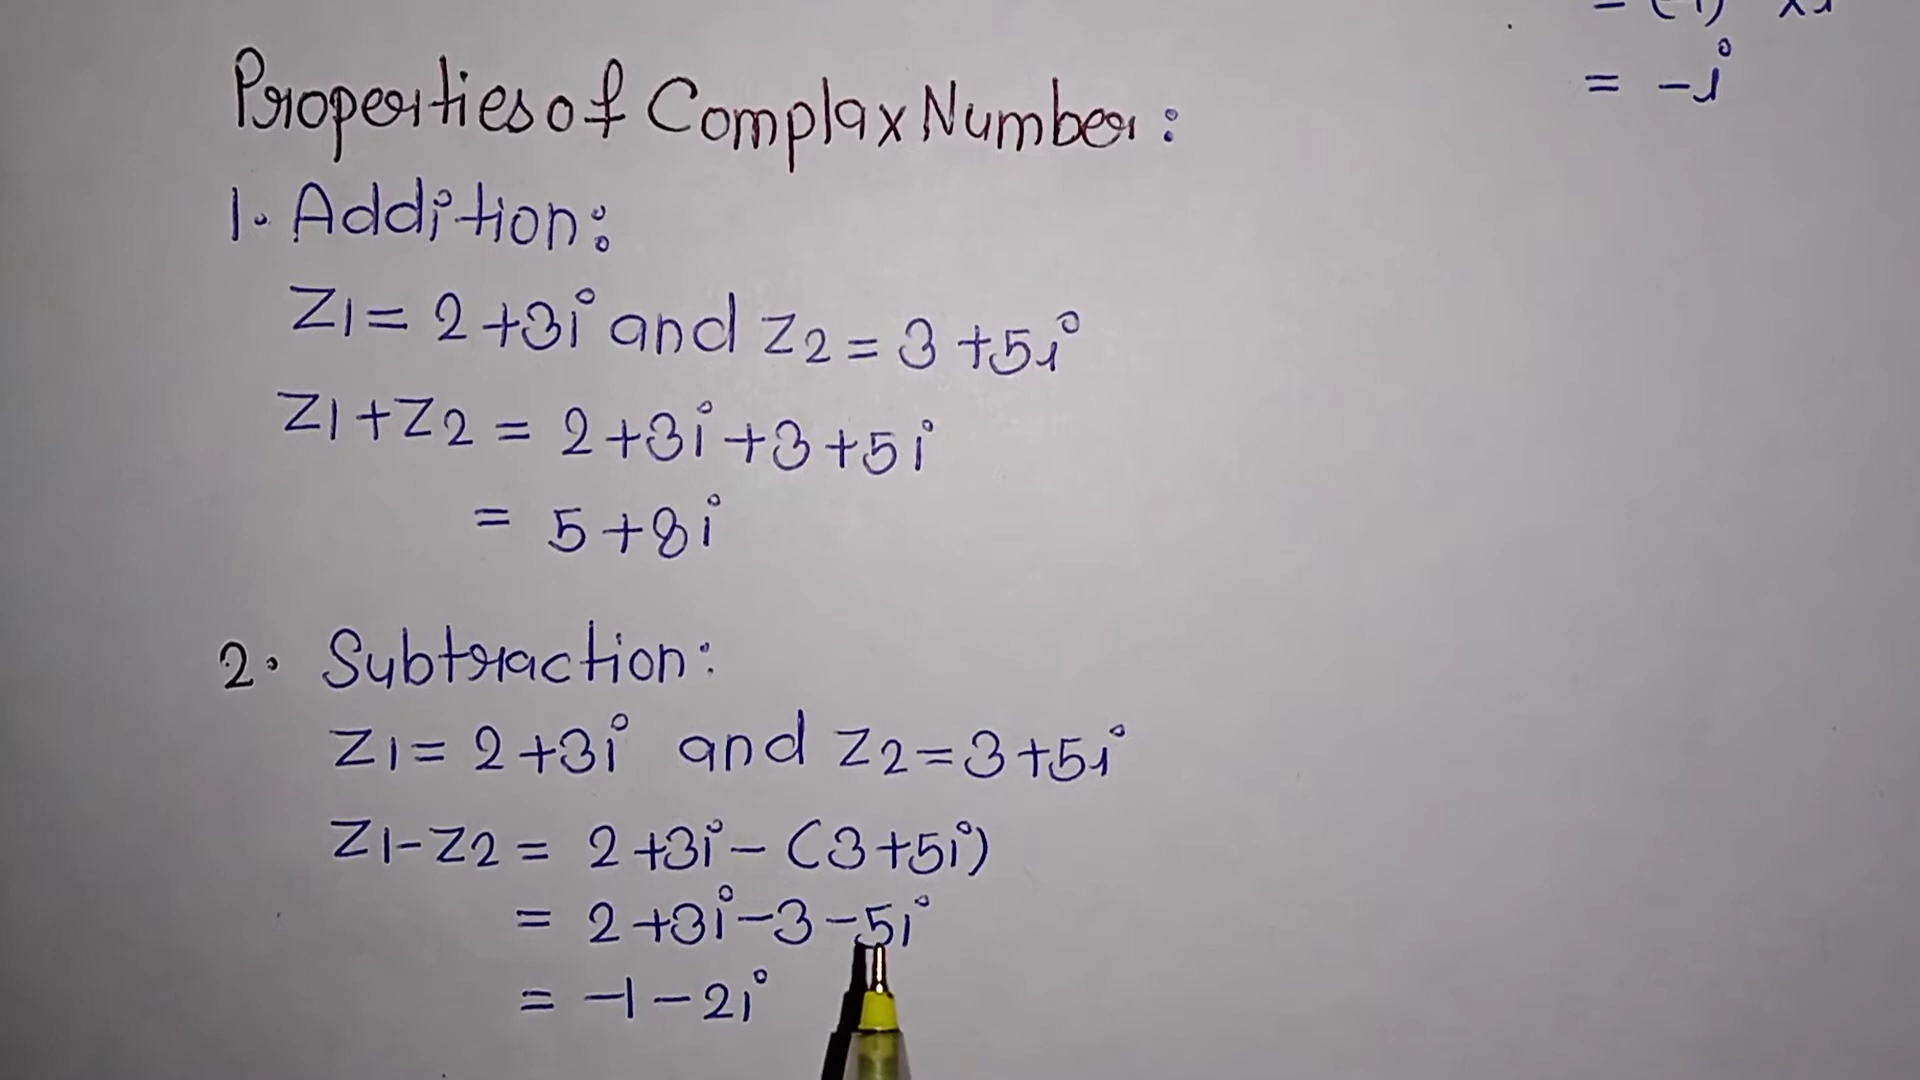 Properties of Complax Number:
1. Addition:
Z1 = 2+3i and Z2 = 3+5i
Z1+Z2 = 2+3i+3+5i
= 5+8i
2. Subtraction:
Z1 = 2+3i and Z2 = 3+5i
Z1-Z2 = 2+3i-(3+5i)
= 2+3i-3-5i
= -1-2i
= -i